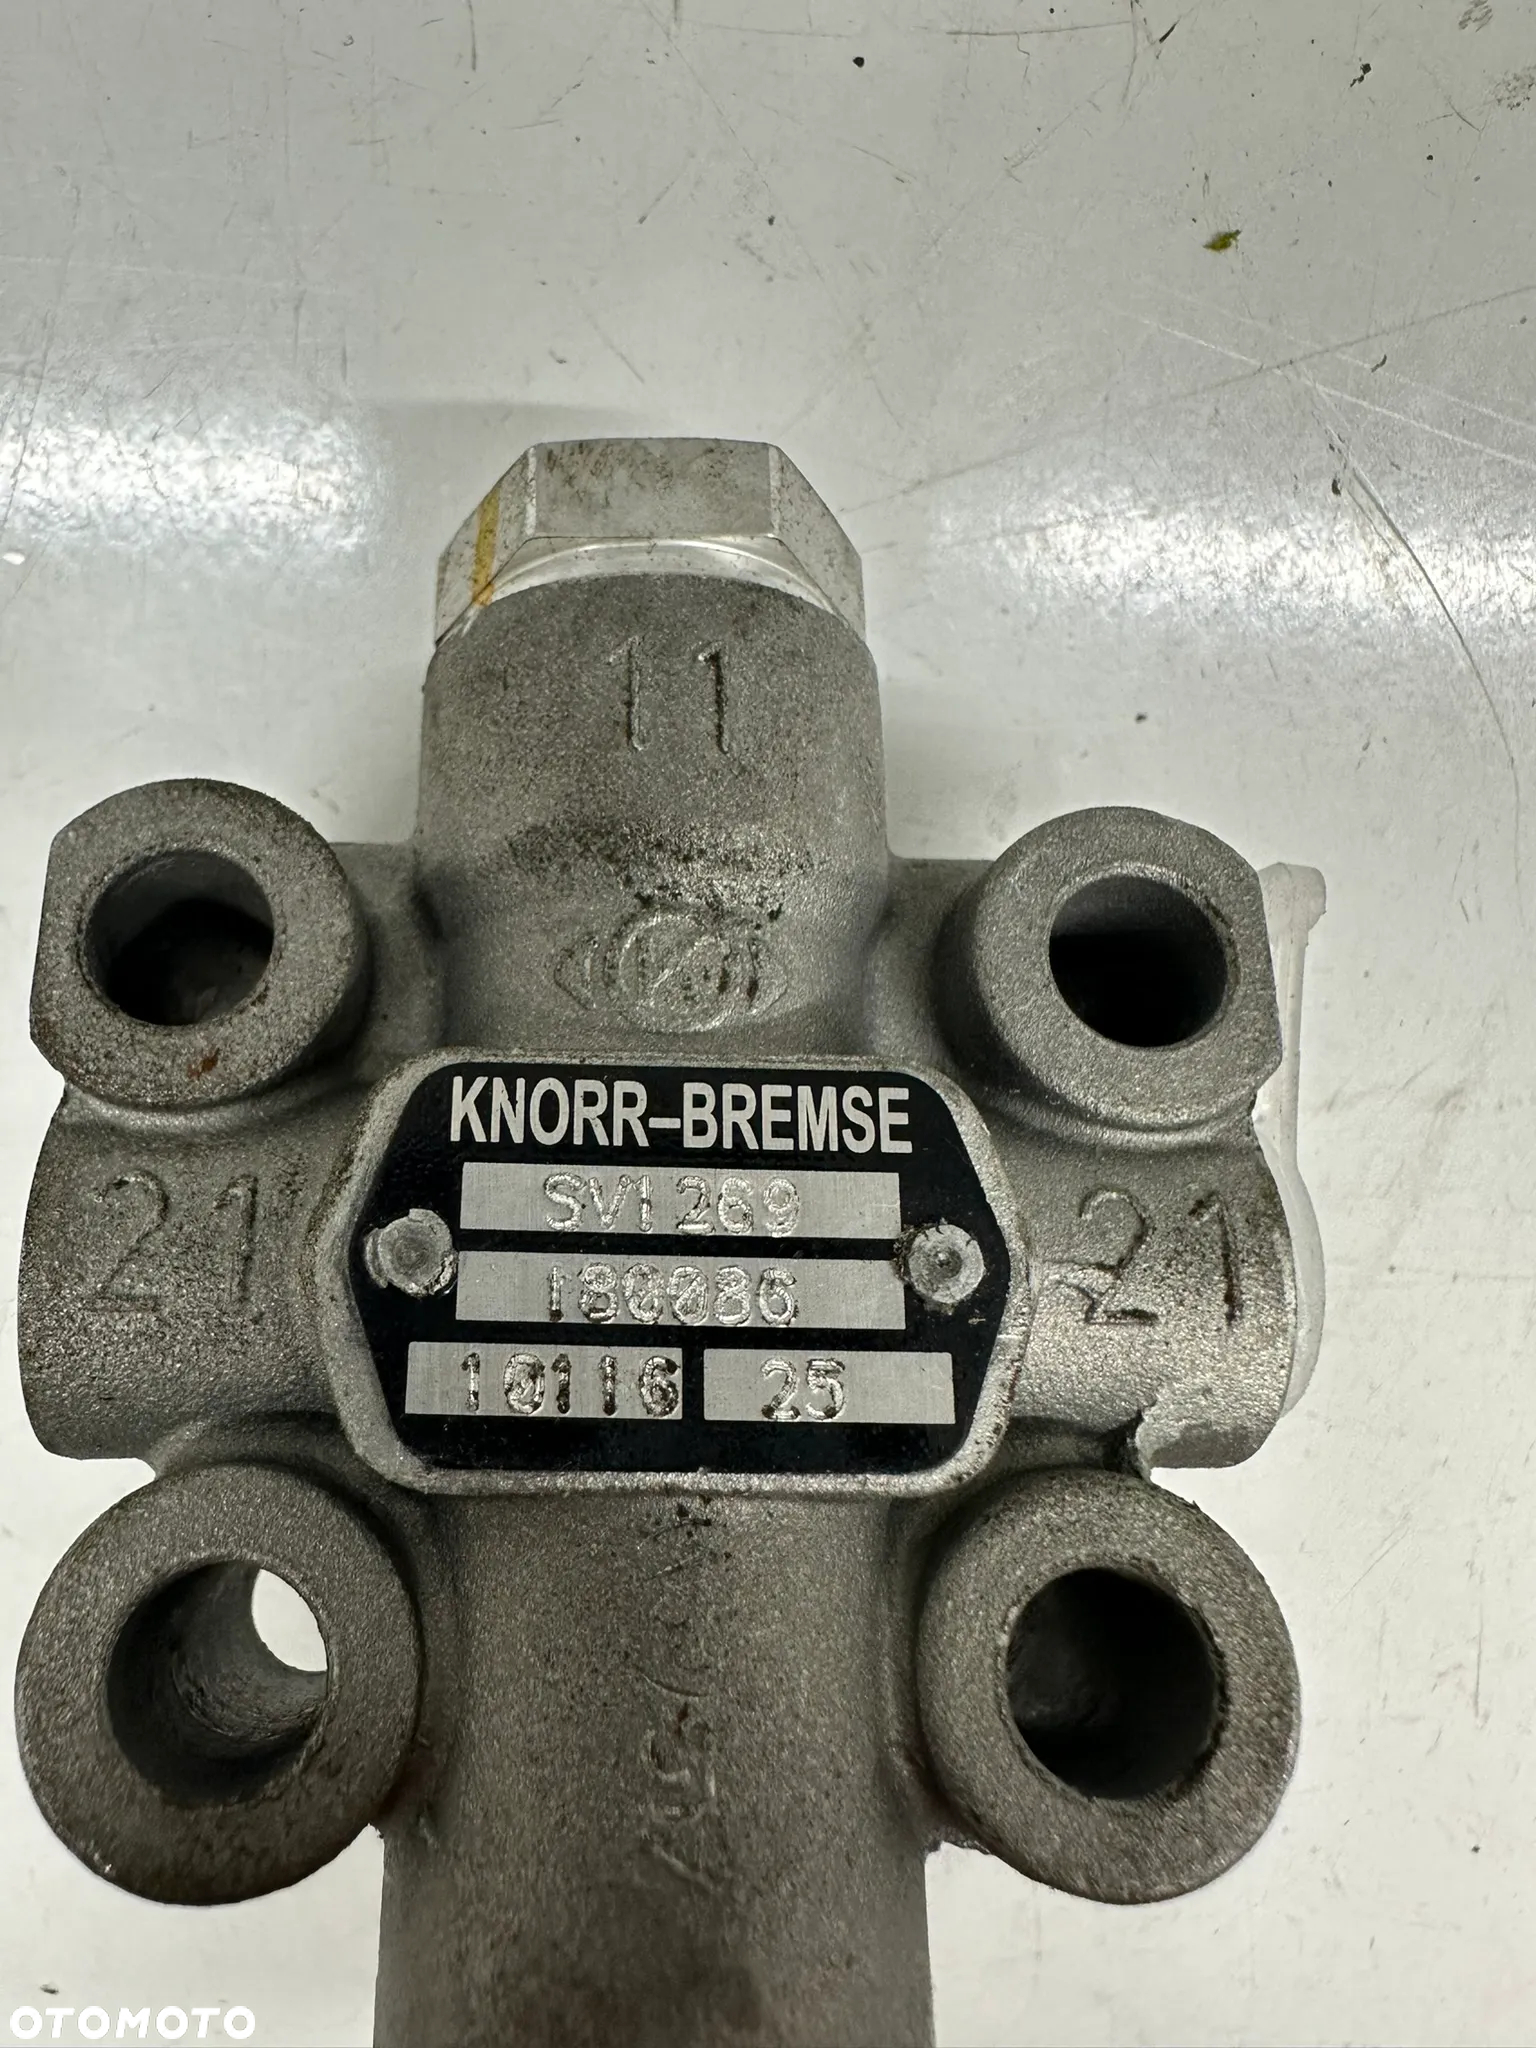 11
KNORR-BREMSE
21 SV1269 21
180086
10116 25
OTOMOTO